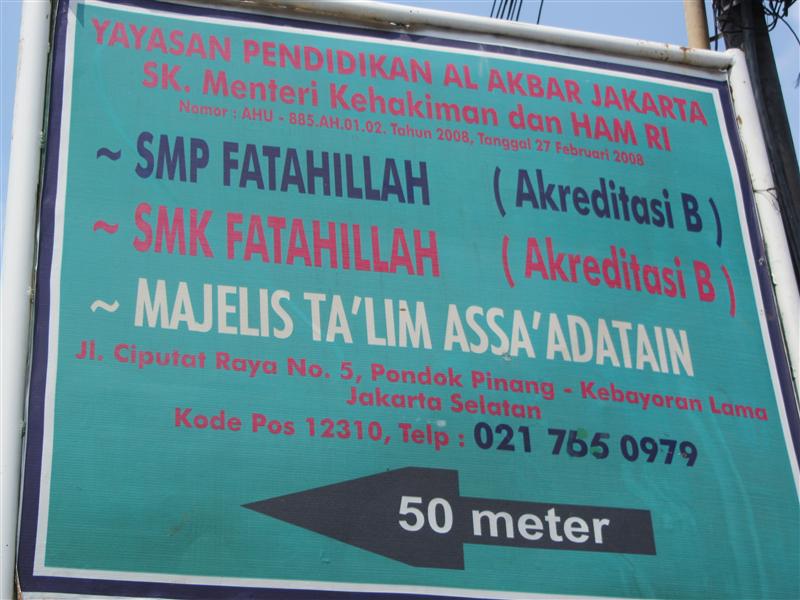 YAYASAN PENDIDIKAN AL AKBAR JAKARTA
SK. Menteri Kehakiman dan HAM RI
Nomor : AHU - 885.AH.01.02. Tahun 2008, Tanggal 27 Februari 2008
~ SMP FATAHILLAH ( Akreditasi B )
~ SMK FATAHILLAH ( Akreditasi B )
~ MAJELIS TA'LIM ASSA'ADATAIN
Jl. Ciputat Raya No. 5, Pondok Pinang - Kebayoran Lama
Jakarta Selatan
Kode Pos 12310, Telp : 021 765 0979
50 meter